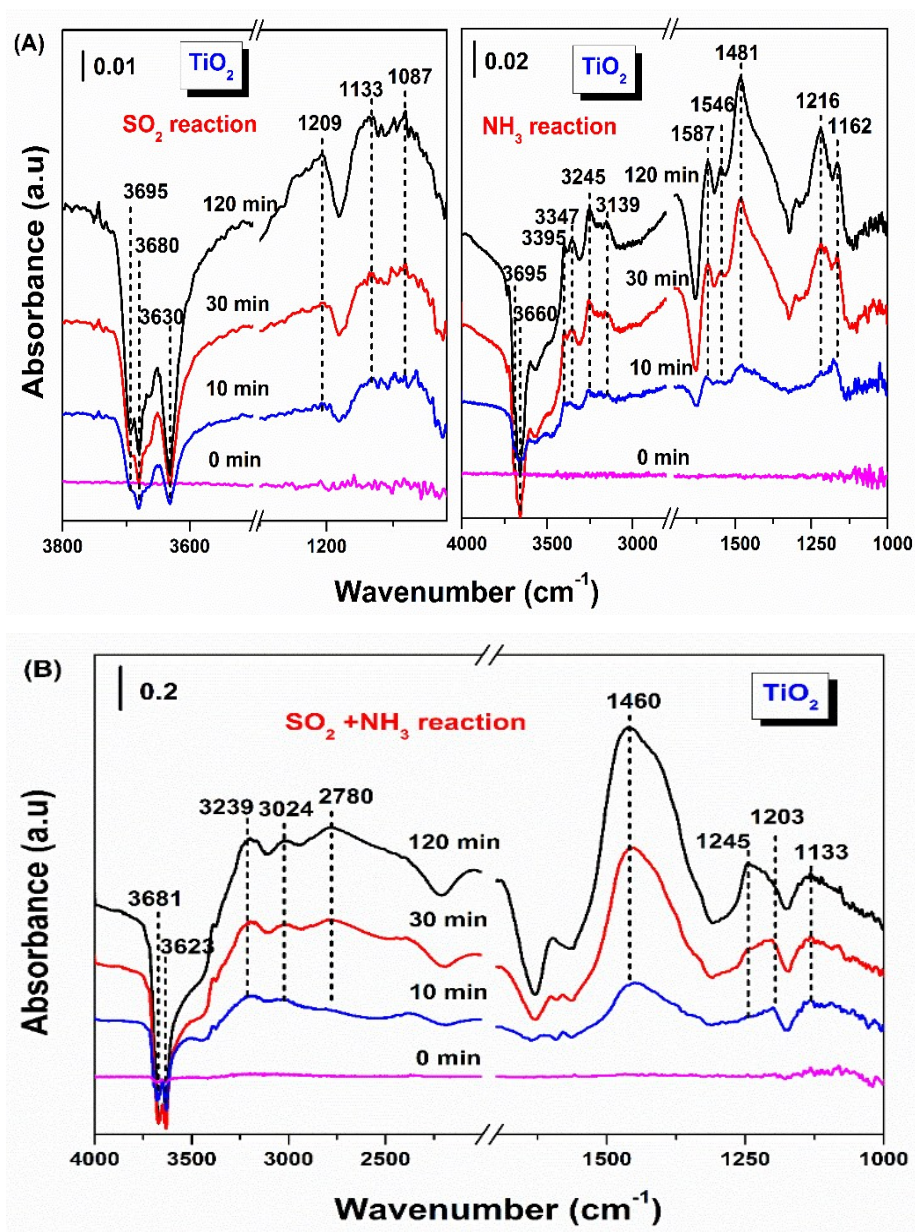 (A)
0.01
TiO2
SO2 reaction
1209
1133
1087
3695
3680
3630
120 min
30 min
10 min
0 min
3800
3600
1200
0.02
TiO2
NH3 reaction
1481
1587
1546
1216
1162
3245
3347
3139
3395
3695
3660
120 min
30 min
10 min
0 min
4000
3500
3000
1500
1250
1000
Absorbance (a.u)
Wavenumber (cm-1)
(B)
0.2
TiO2
SO2 +NH3 reaction
1460
3239
3024
2780
3681
3623
1245
1203
1133
120 min
30 min
10 min
0 min
4000
3500
3000
2500
1500
1250
1000
Absorbance (a.u)
Wavenumber (cm-1)